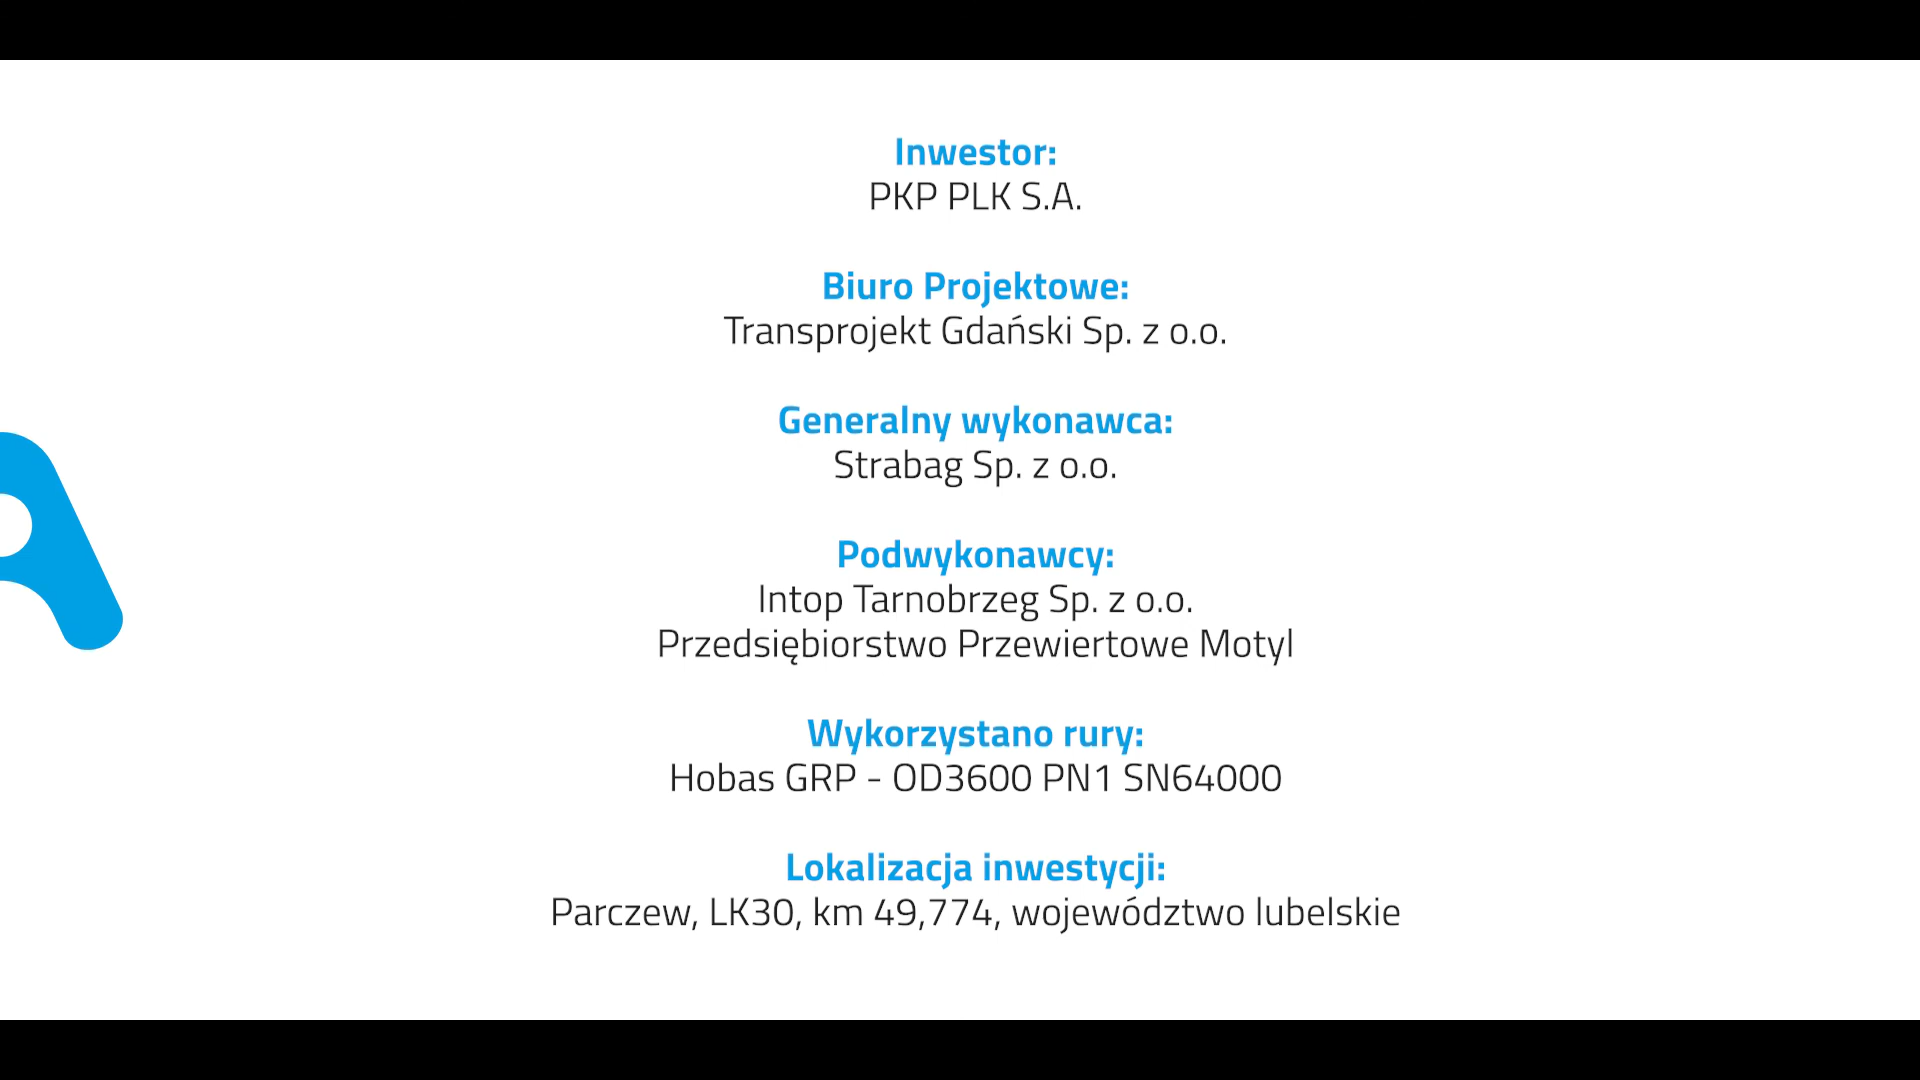 Inwestor:
PKP PLK S.A.
Biuro Projektowe:
Transprojekt Gdański Sp. z o.o.
Generalny wykonawca:
Strabag Sp. z o.o.
Podwykonawcy:
Intop Tarnobrzeg Sp. z o.o.
Przedsiębiorstwo Przewiertowe Motyl
Wykorzystano rury:
Hobas GRP - OD3600 PN1 SN64000
Lokalizacja inwestycji:
Parczew, LK30, km 49,774, województwo lubelskie